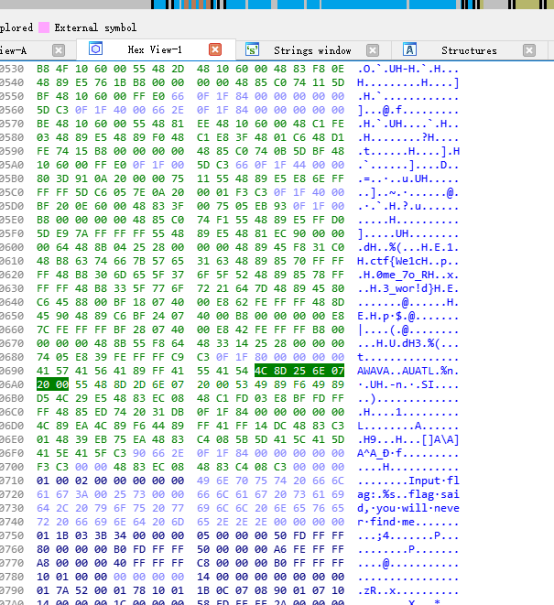 plored External symbol
iew-A Hex View-1 Strings window Structures
0530 B8 4F 10 60 00 55 48 2D 48 10 60 00 48 83 F8 0E .O.`.UH-H.`.H...
0540 48 89 E5 76 1B B8 00 00 00 00 48 85 C0 74 11 5D H.........H....]
BF 48 10 60 00 FF E0 66 0F 1F 84 00 00 00 00 00 .H.`............
0560 5D C3 0F 1F 40 00 66 2E 0F 1F 84 00 00 00 00 00 ]...@.f.........
0570 BE 48 10 60 00 55 48 81 EE 48 10 60 00 48 C1 FE .H.`.UH...`.H..
0580 03 48 89 E5 48 89 F0 48 C1 E8 3F 48 01 C6 48 D1 .H........?H....
0590 FE 74 15 B8 00 00 00 00 48 85 C0 74 0B 5D BF 48 .t......H....].H
05A0 10 60 00 FF E0 0F 1F 00 5D C3 66 0F 1F 44 00 00 .`......]....D..
05B0 80 3D 91 0A 20 00 00 75 11 55 48 89 E5 E8 6E FF .=.....u.UH.....
05C0 FF FF 5D C6 05 7E 0A 20 00 01 F3 C3 0F 1F 40 00 ..]..~.......@.
05D0 BF 20 0E 60 00 48 83 3F 00 75 05 EB 93 0F 1F 00
05E0 B8 00 00 00 00 48 85 C0 74 F1 55 48 89 E5 FF D0 .....H..........
05F0 5D E9 7A FF FF FF 55 48 89 E5 48 81 EC 90 00 00 ].....UH........
0600 00 64 48 8B 04 25 28 00 00 00 48 89 45 F8 31 C0 .dH..%(...H.E.1.
0610 48 B8 63 74 66 7B 57 65 31 63 48 89 85 70 FF FF H.ctf{We1cH..p..
0620 FF 48 B8 30 6D 65 5F 37 6F 5F 52 48 89 85 78 FF .H.0me_7o_RH..x.
0630 FF FF 48 B8 33 5F 77 6F 72 21 64 7D 48 89 45 80 ..H.3_wor!d}H.E.
0640 C6 45 88 00 BF 18 07 40 00 E8 62 FE FF FF 48 8D .......@......H.
0650 45 90 48 89 C6 BF 24 07 40 00 B8 00 00 00 00 E8 E.H...$.@.......
0660 7C FE FF FF BF 28 07 40 00 E8 42 FE FF FF B8 00 |....(.@........
0670 00 00 00 48 8B 55 F8 64 48 33 14 25 28 00 00 00 ...H.U.dH3.%(...
0680 74 05 E8 39 FE FF FF C9 C3 0F 1F 80 00 00 00 00 t...............
0690 41 57 41 56 41 89 FF 41 55 41 54 4C 8D 25 6E 07 AWAVA..AUATL.%n.
06A0 20 00 55 48 8D 2D 6E 07 20 00 53 49 89 F6 49 89 ..UH.-n...SI....
06B0 D5 4C 29 E5 48 83 EC 08 48 C1 FD 03 E8 BF FD FF
06C0 FF 48 85 ED 74 20 31 DB 0F 1F 84 00 00 00 00 00 .H....1.........
06D0 4C 89 EA 4C 89 F6 44 89 FF 41 FF 14 DC 48 83 C3
06E0 01 48 39 EB 75 EA 48 83 C4 08 5B 5D 41 5C 41 5D .H9...H...[]A\A]
06F0 41 5E 41 5F C3 90 66 2E 0F 1F 84 00 00 00 00 00
0700 F3 C3 00 00 48 83 EC 08 48 83 C4 08 C3 00 00 00 ....H...........
0710 01 00 02 00 00 00 00 00 49 6E 70 75 74 20 66 6C ........Input·fl
0720 61 67 3A 00 25 73 00 00 66 6C 61 67 20 73 61 69 ag:.%s..flag·sai
0730 64 2C 20 79 6F 75 20 77 69 6C 6C 20 6E 65 76 65 d,·you·will·neve
0740 72 20 66 69 6E 64 20 6D 65 2E 2E 2E 00 00 00 00 r·find·me.......
0750 01 1B 03 3B 34 00 00 00 05 00 00 00 50 FD FF FF ....4.......P...
0760 80 00 00 00 B0 FD FF FF 50 00 00 00 A6 FE FF FF ........P.......
0770 A8 00 00 00 40 FF FF FF C8 00 00 00 B0 FF FF FF ....@...........
0780 10 01 00 00 00 00 00 00 14 00 00 00 00 00 00 00 ................
0790 01 7A 52 00 01 78 10 01 1B 0C 07 08 90 01 07 10 .zR..x..........